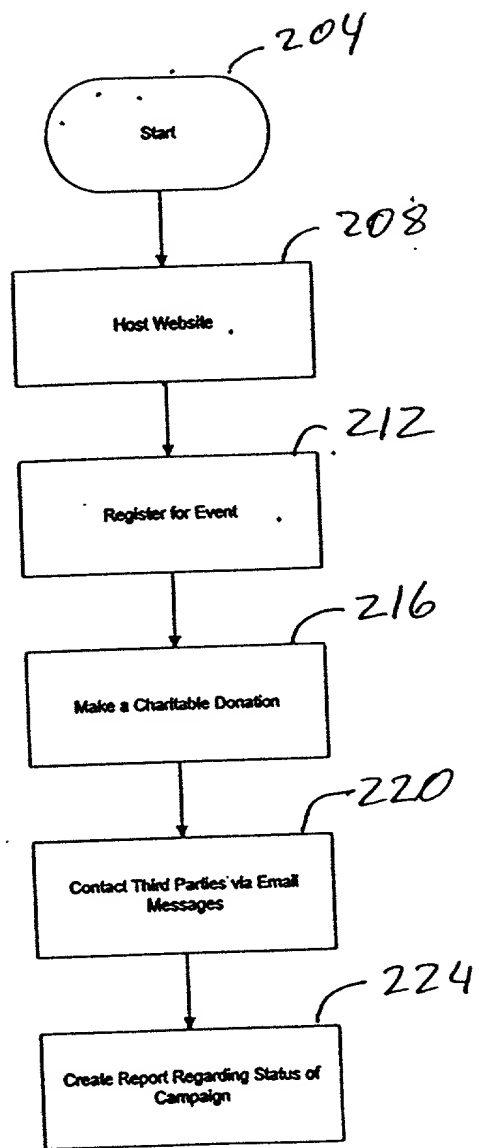 204
Start
208
Host Website
212
Register for Event
216
Make a Charitable Donation
220
Contact Third Parties via Email
Messages
224
Create Report Regarding Status of
Campaign